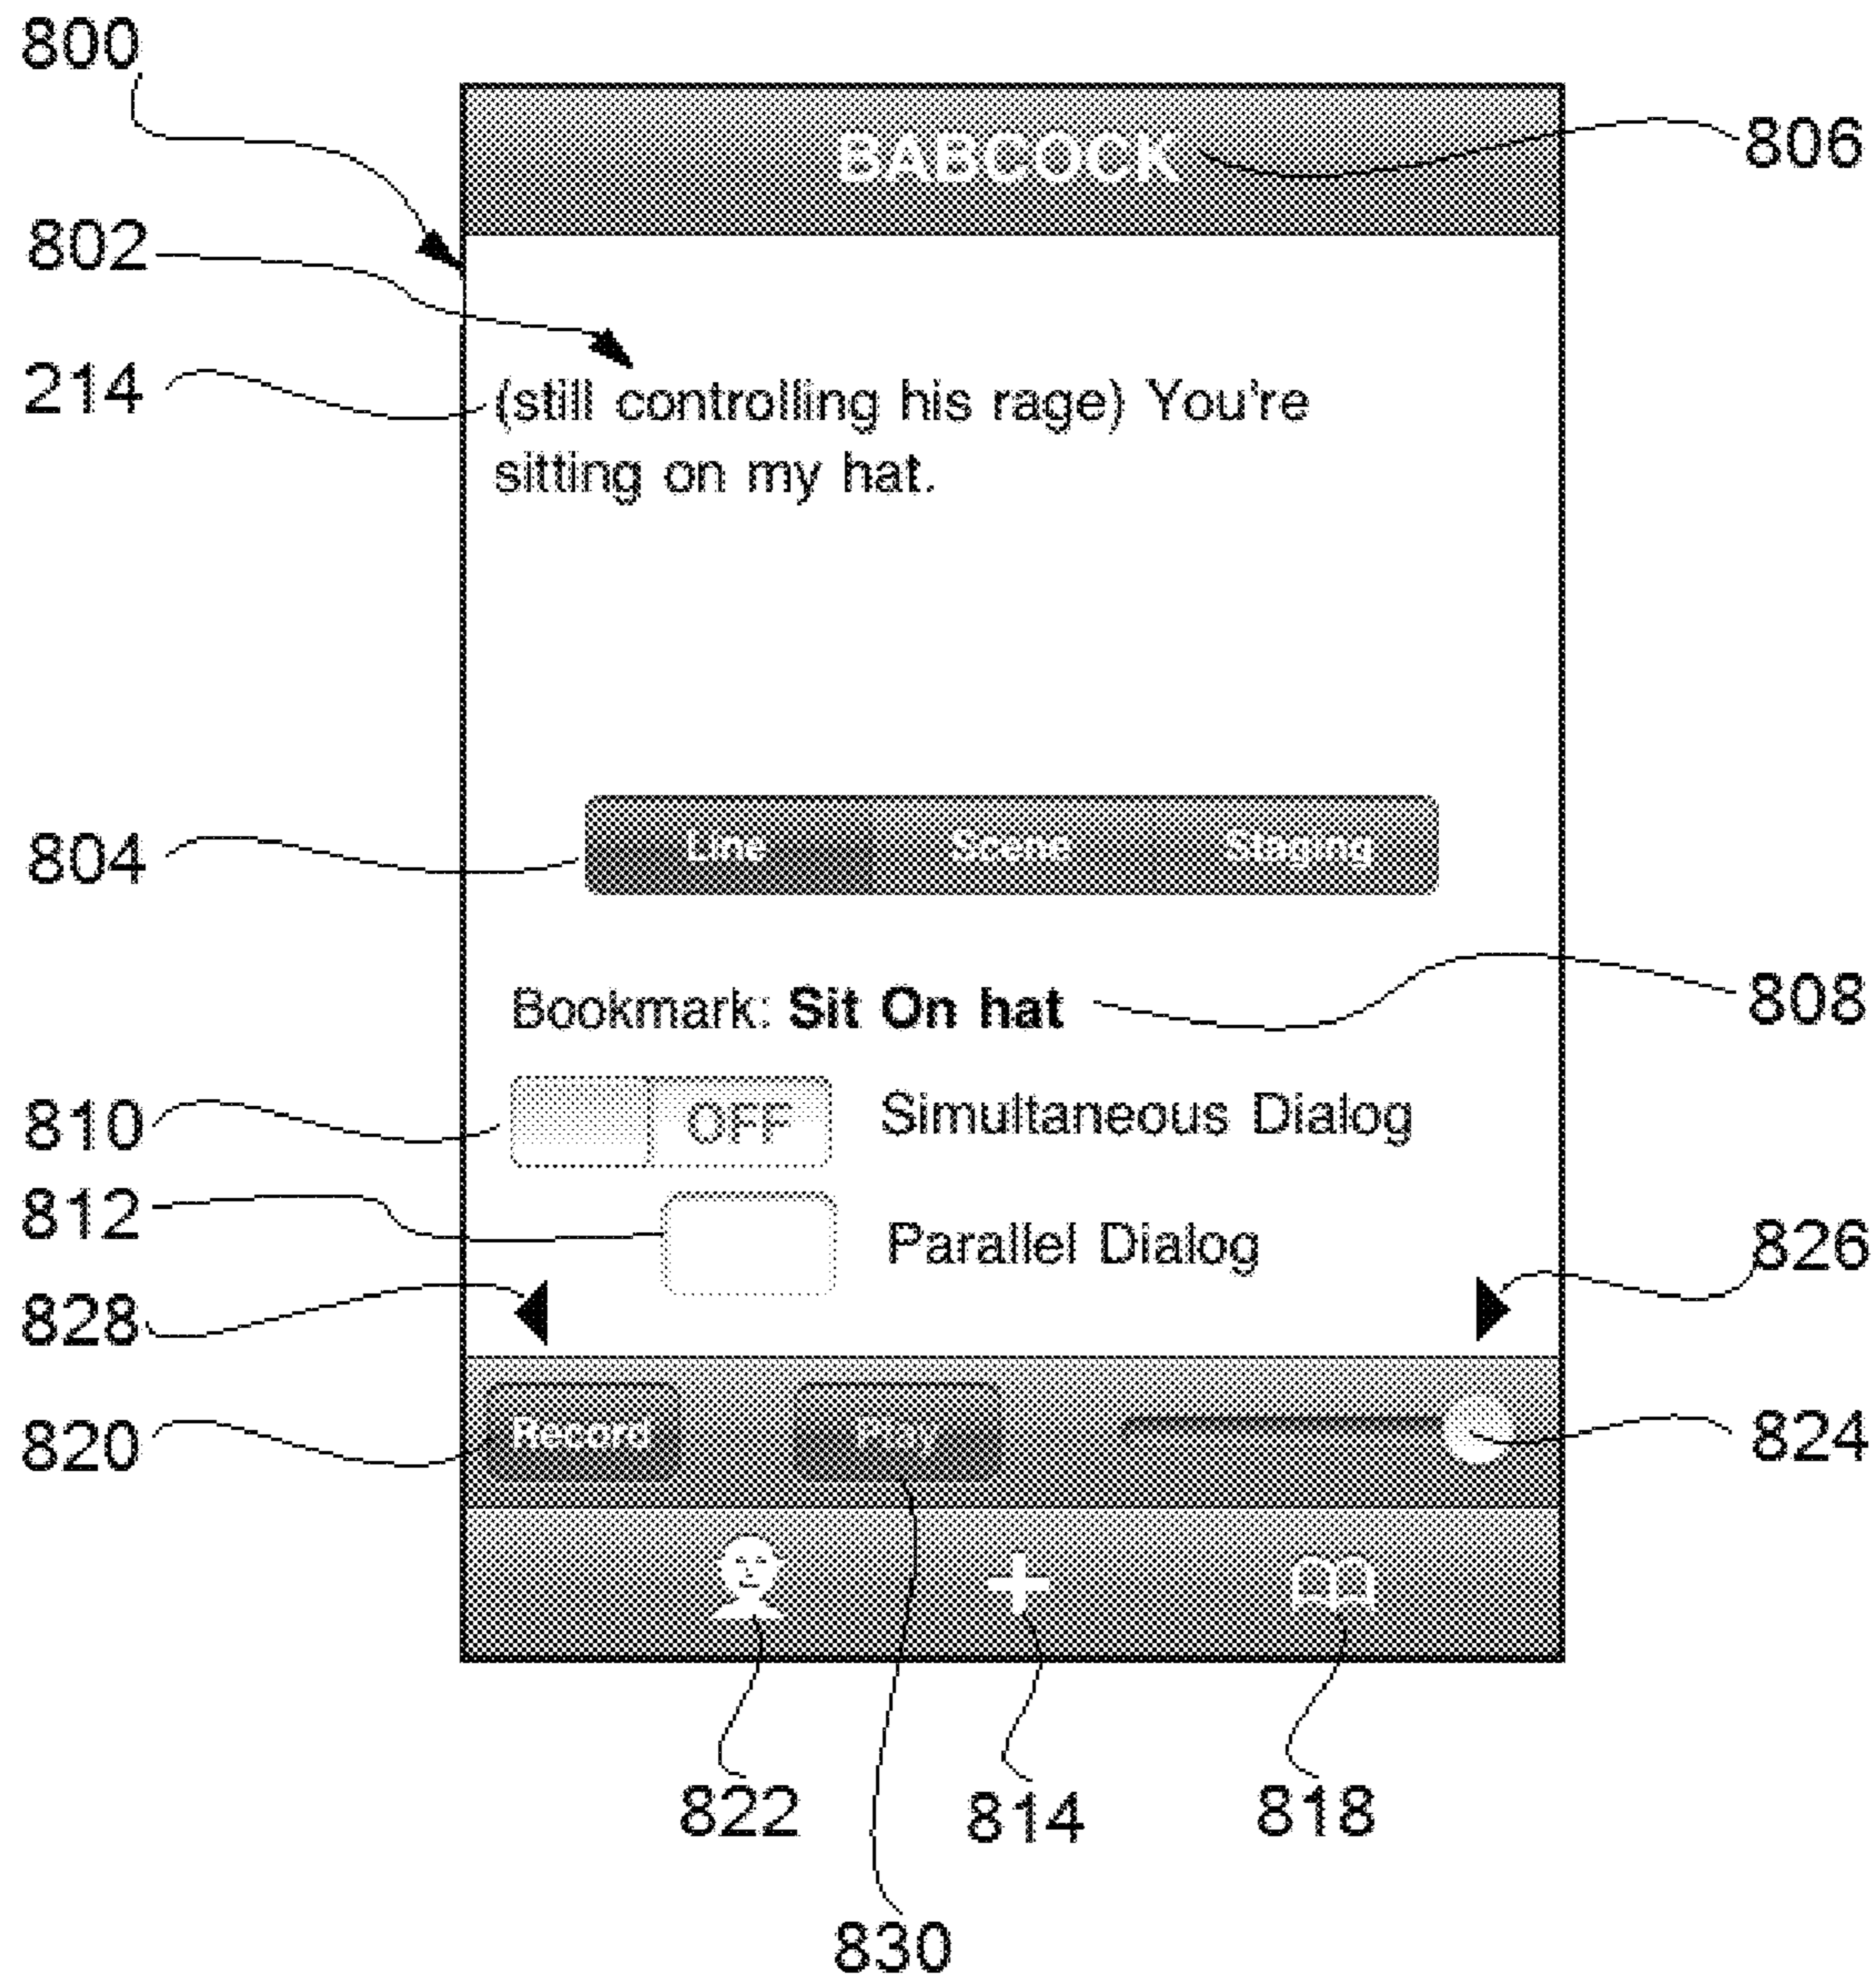 800
BABCOCK
806
802
214
(still controlling his rage) You're
sitting on my hat.
804
Line Scene Staging
Bookmark: Sit On hat
808
810
OFF Simultaneous Dialog
812
Parallel Dialog
826
828
820
Record Play
824
822
814
818
830